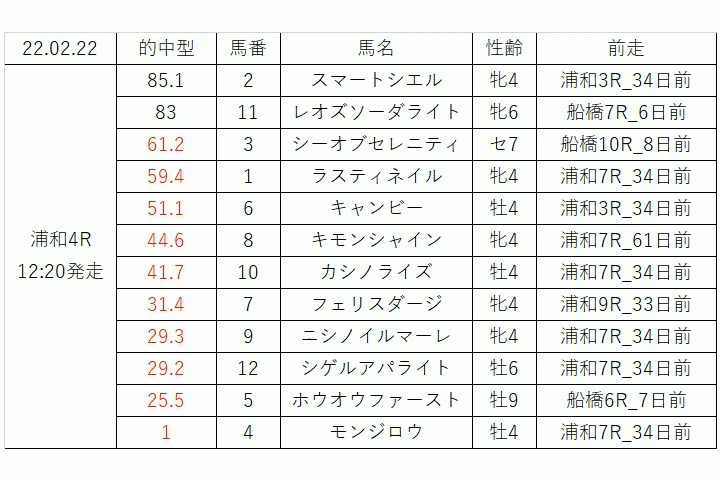 22.02.22 的中型 馬番 馬名 性齢 前走
浦和4R
12:20発走
85.1 2 スマートシエル 牝4 浦和3R_34日前
83 11 レオズソーダライト 牝6 船橋7R_6日前
61.2 3 シーオブセレニティ セ7 船橋10R_8日前
59.4 1 ラスティネイル 牝4 浦和7R_34日前
51.1 6 キャンビー 牡4 浦和3R_34日前
44.6 8 キモンシャイン 牝4 浦和7R_61日前
41.7 10 カシノライズ 牡4 浦和7R_34日前
31.4 7 フェリスダージ 牝4 浦和9R_33日前
29.3 9 ニシノイルマーレ 牝4 浦和7R_34日前
29.2 12 シゲルアパライト 牡6 浦和7R_34日前
25.5 5 ホウオウファースト 牡9 船橋6R_7日前
1 4 モンジロウ 牡4 浦和7R_34日前